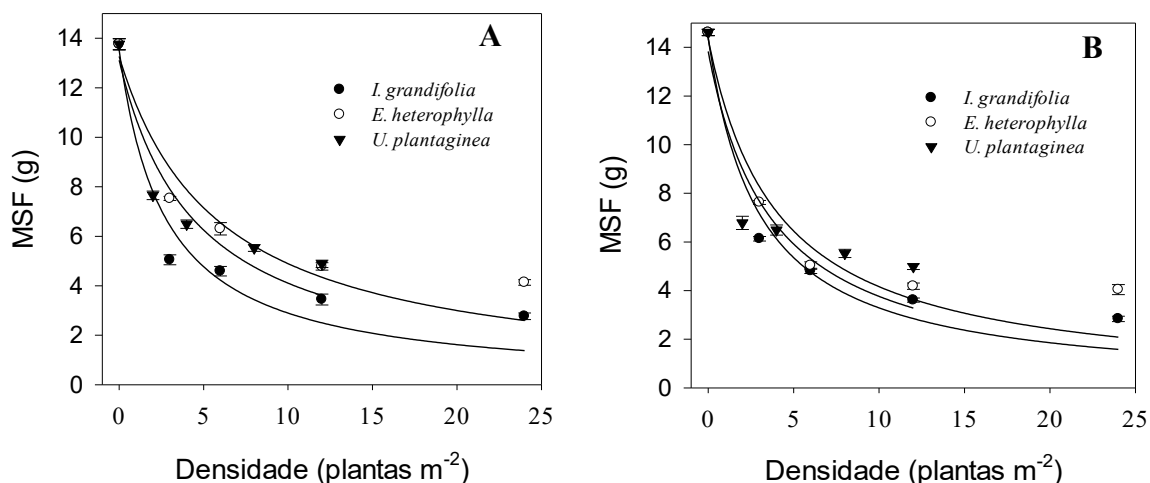 A
14
12
10
8
6
4
2
0
MSF (g)
I. grandifolia
E. heterophylla
U. plantaginea
0 5 10 15 20 25
Densidade (plantas m⁻²)
B
16
14
12
10
8
6
4
2
0
MSF (g)
I. grandifolia
E. heterophylla
U. plantaginea
0 5 10 15 20 25
Densidade (plantas m⁻²)